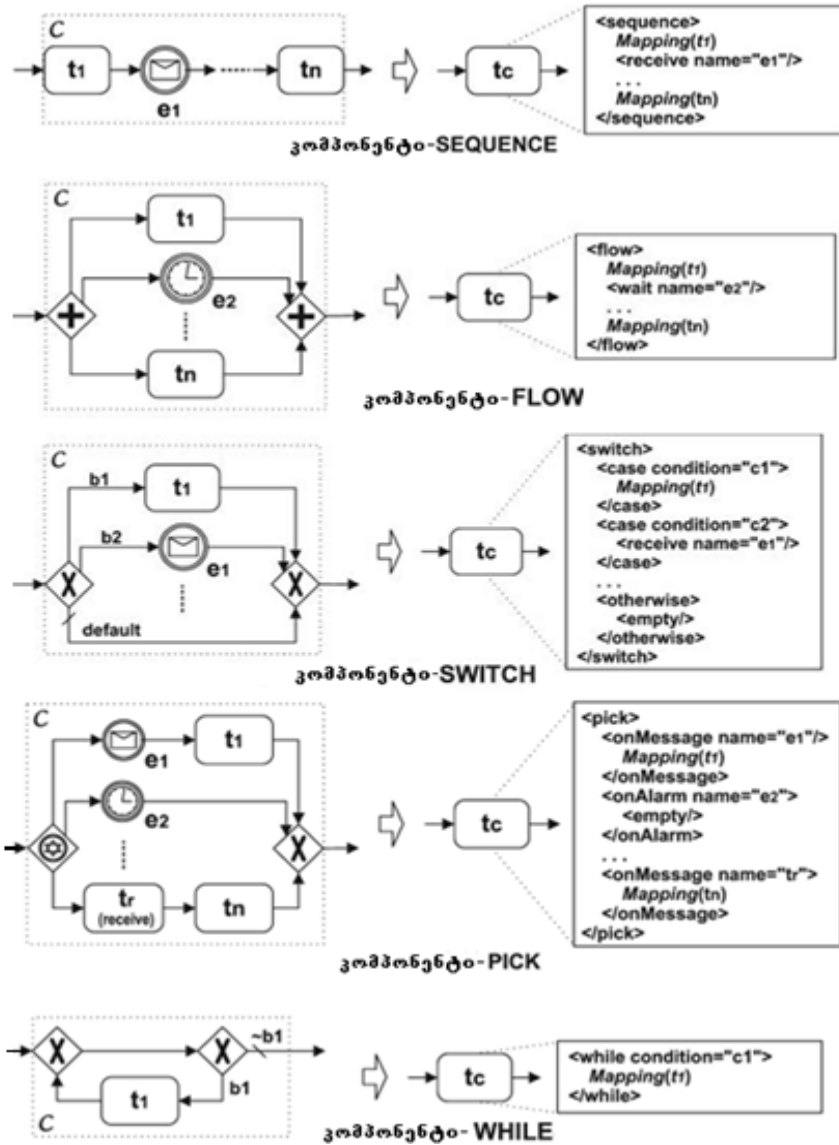 C
t1
e1
tn
tc
<sequence>
Mapping(t1)
<receive name="e1"/>
. . .
Mapping(tn)
</sequence>
კომპონენტი-SEQUENCE
C
t1
e2
tn
tc
<flow>
Mapping(t1)
<wait name="e2"/>
. . .
Mapping(tn)
</flow>
კომპონენტი-FLOW
C
b1
t1
b2
e1
default
tc
<switch>
<case condition="c1">
Mapping(t1)
</case>
<case condition="c2">
<receive name="e1"/>
</case>
. . .
<otherwise>
<empty/>
</otherwise>
</switch>
კომპონენტი-SWITCH
C
e1
t1
e2
tr
(receive)
tn
tc
<pick>
<onMessage name="e1"/>
Mapping(t1)
</onMessage>
<onAlarm name="e2">
<empty/>
</onAlarm>
. . .
<onMessage name="tr">
Mapping(tn)
</onMessage>
</pick>
კომპონენტი-PICK
~b1
b1
t1
C
tc
<while condition="c1">
Mapping(t1)
</while>
კომპონენტი- WHILE